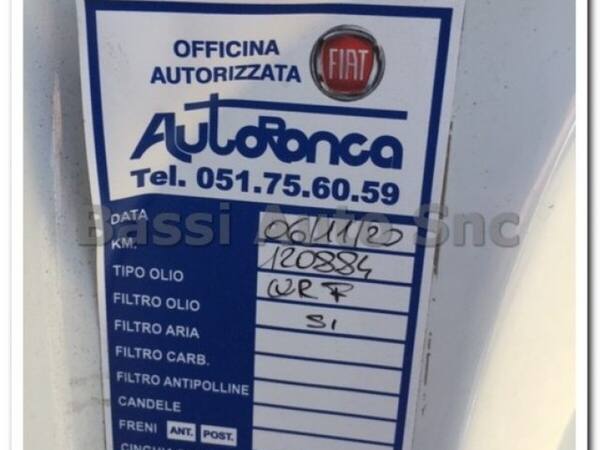 OFFICINA
AUTORIZZATA
FIAT
AutoRonca
Tel. 051.75.60.59
DATA 06/11/20
Bassi Auto Snc
KM. 120884
TIPO OLIO WR
FILTRO OLIO SI
FILTRO ARIA
FILTRO CARB.
FILTRO ANTIPOLLINE
CANDELE
FRENI ANT. POST.